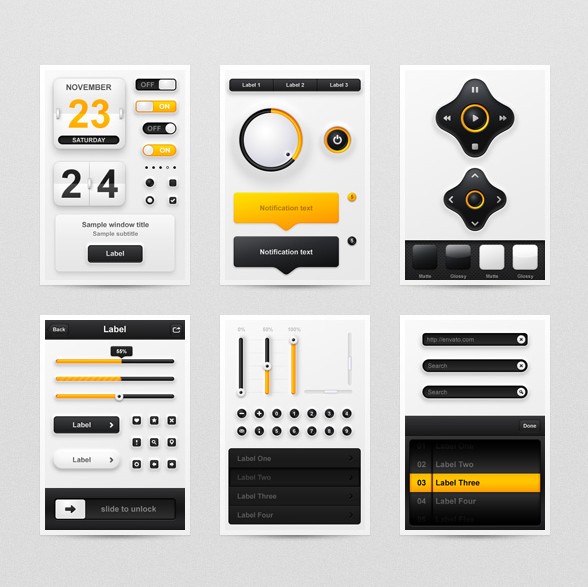 NOVEMBER
23
SATURDAY
OFF
ON
OFF
ON
24
Sample window title
Sample subtitle
Label
Label 1
Label 2
Label 3
Notification text
Notification text
Matte
Glossy
Matte
Glossy
Back
Label
55%
Label
Label
slide to unlock
0%
50%
100%
1
2
3
4
5
6
7
8
9
Label One
Label Two
Label Three
Label Four
http://envato.com
Search
Search
Done
02 Label Two
03 Label Three
04 Label Four